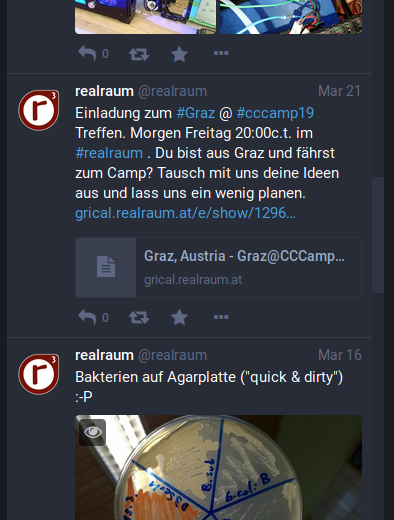 0
realraum @realraum Mar 21
Einladung zum #Graz @ #cccamp19
Treffen. Morgen Freitag 20:00c.t. im
#realraum . Du bist aus Graz und fährst
zum Camp? Tausch mit uns deine Ideen
aus und lass uns ein wenig planen.
grical.realraum.at/e/show/1296…
Graz, Austria - Graz@CCCamp…
grical.realraum.at
0
realraum @realraum Mar 16
Bakterien auf Agarplatte ("quick & dirty")
:-P
r3
r3
B. sub
E.coli B